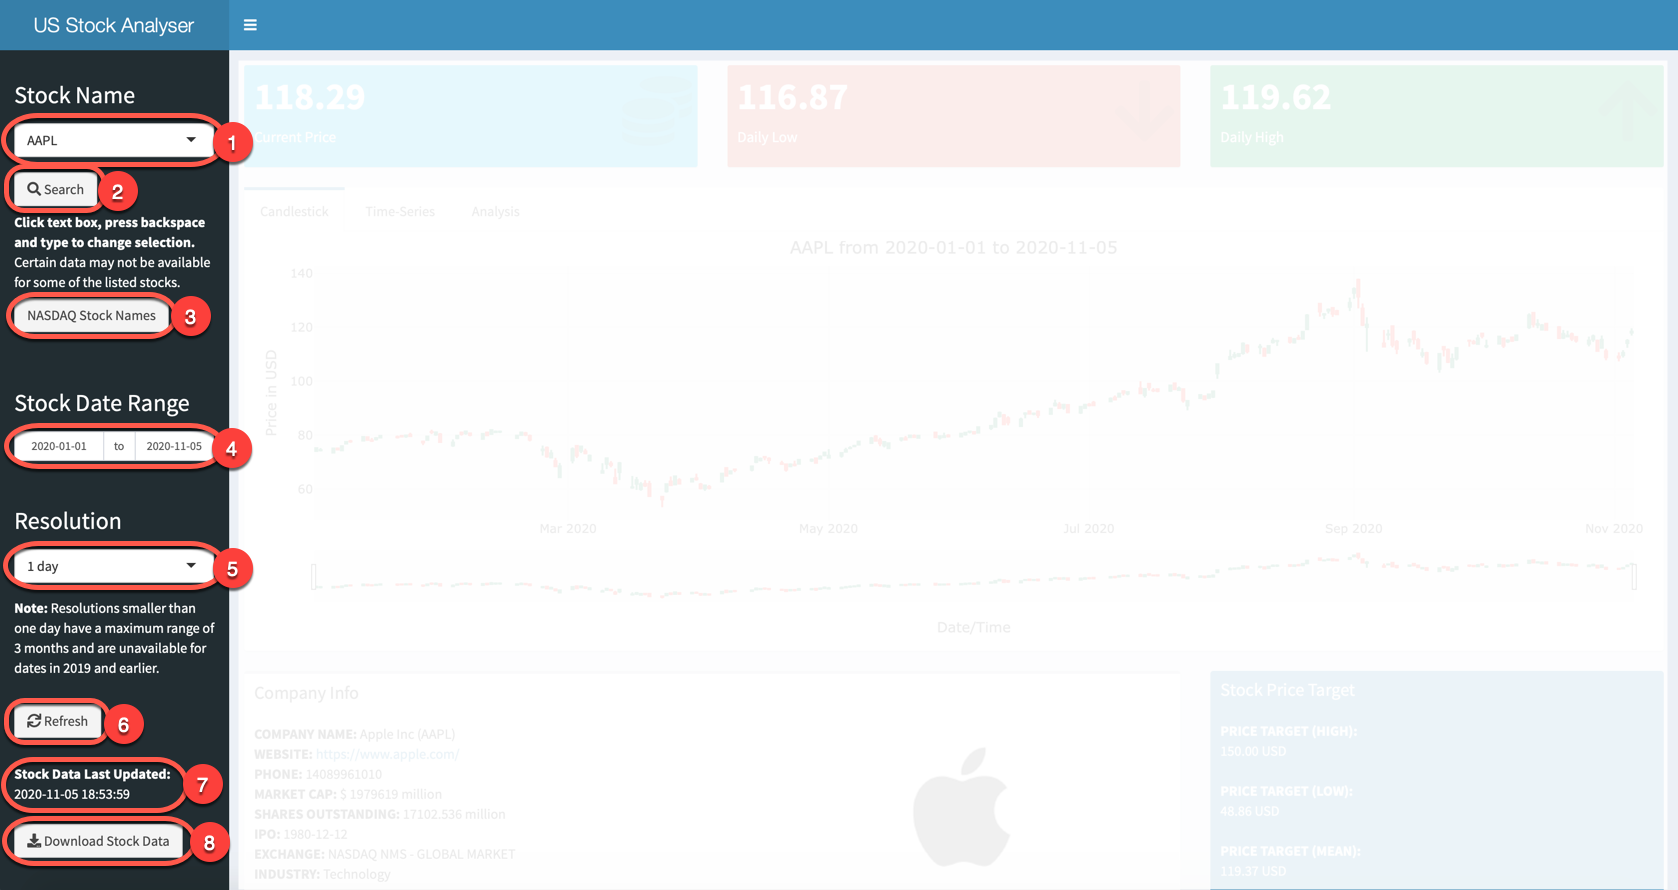 US Stock Analyser
Stock Name
AAPL
1
Search
2
Click text box, press backspace
and type to change selection.
Certain data may not be available
for some of the listed stocks.
NASDAQ Stock Names
3
Stock Date Range
2020-01-01 to 2020-11-05
4
Resolution
1 day
5
Note: Resolutions smaller than
one day have a maximum range of
3 months and are unavailable for
dates in 2019 and earlier.
Refresh
6
Stock Data Last Updated:
2020-11-05 18:53:59
7
Download Stock Data
8
118.29
Current Price
116.87
Daily Low
119.62
Daily High
Candlestick Time-Series Analysis
AAPL from 2020-01-01 to 2020-11-05
140
120
100
80
60
Price in USD
Mar 2020 May 2020 Jul 2020 Sep 2020 Nov 2020
Date/Time
Company Info
COMPANY NAME: Apple Inc (AAPL)
WEBSITE: https://www.apple.com/
PHONE: 14089961010
MARKET CAP: $ 1979619 million
SHARES OUTSTANDING: 17102.536 million
IPO: 1980-12-12
EXCHANGE: NASDAQ NMS - GLOBAL MARKET
INDUSTRY: Technology
Stock Price Target
PRICE TARGET (HIGH):
150.00 USD
PRICE TARGET (LOW):
48.86 USD
PRICE TARGET (MEAN):
119.37 USD